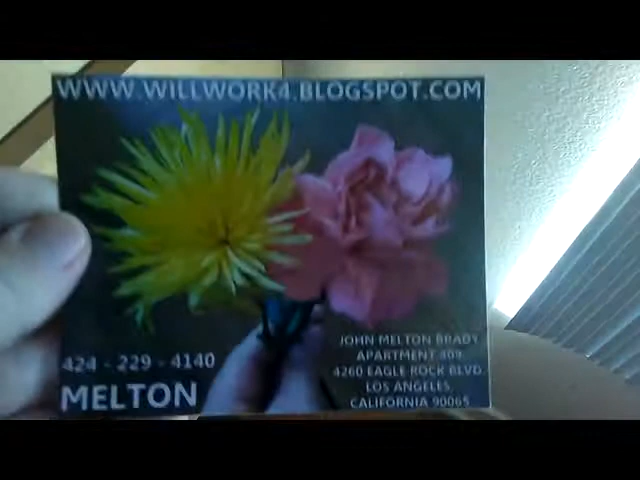 WWW.WILLWORK4.BLOGSPOT.COM
424 - 229 - 4140
MELTON
JOHN MELTON BRADY
APARTMENT 409
4260 EAGLE ROCK BLVD.
LOS ANGELES,
CALIFORNIA 90065